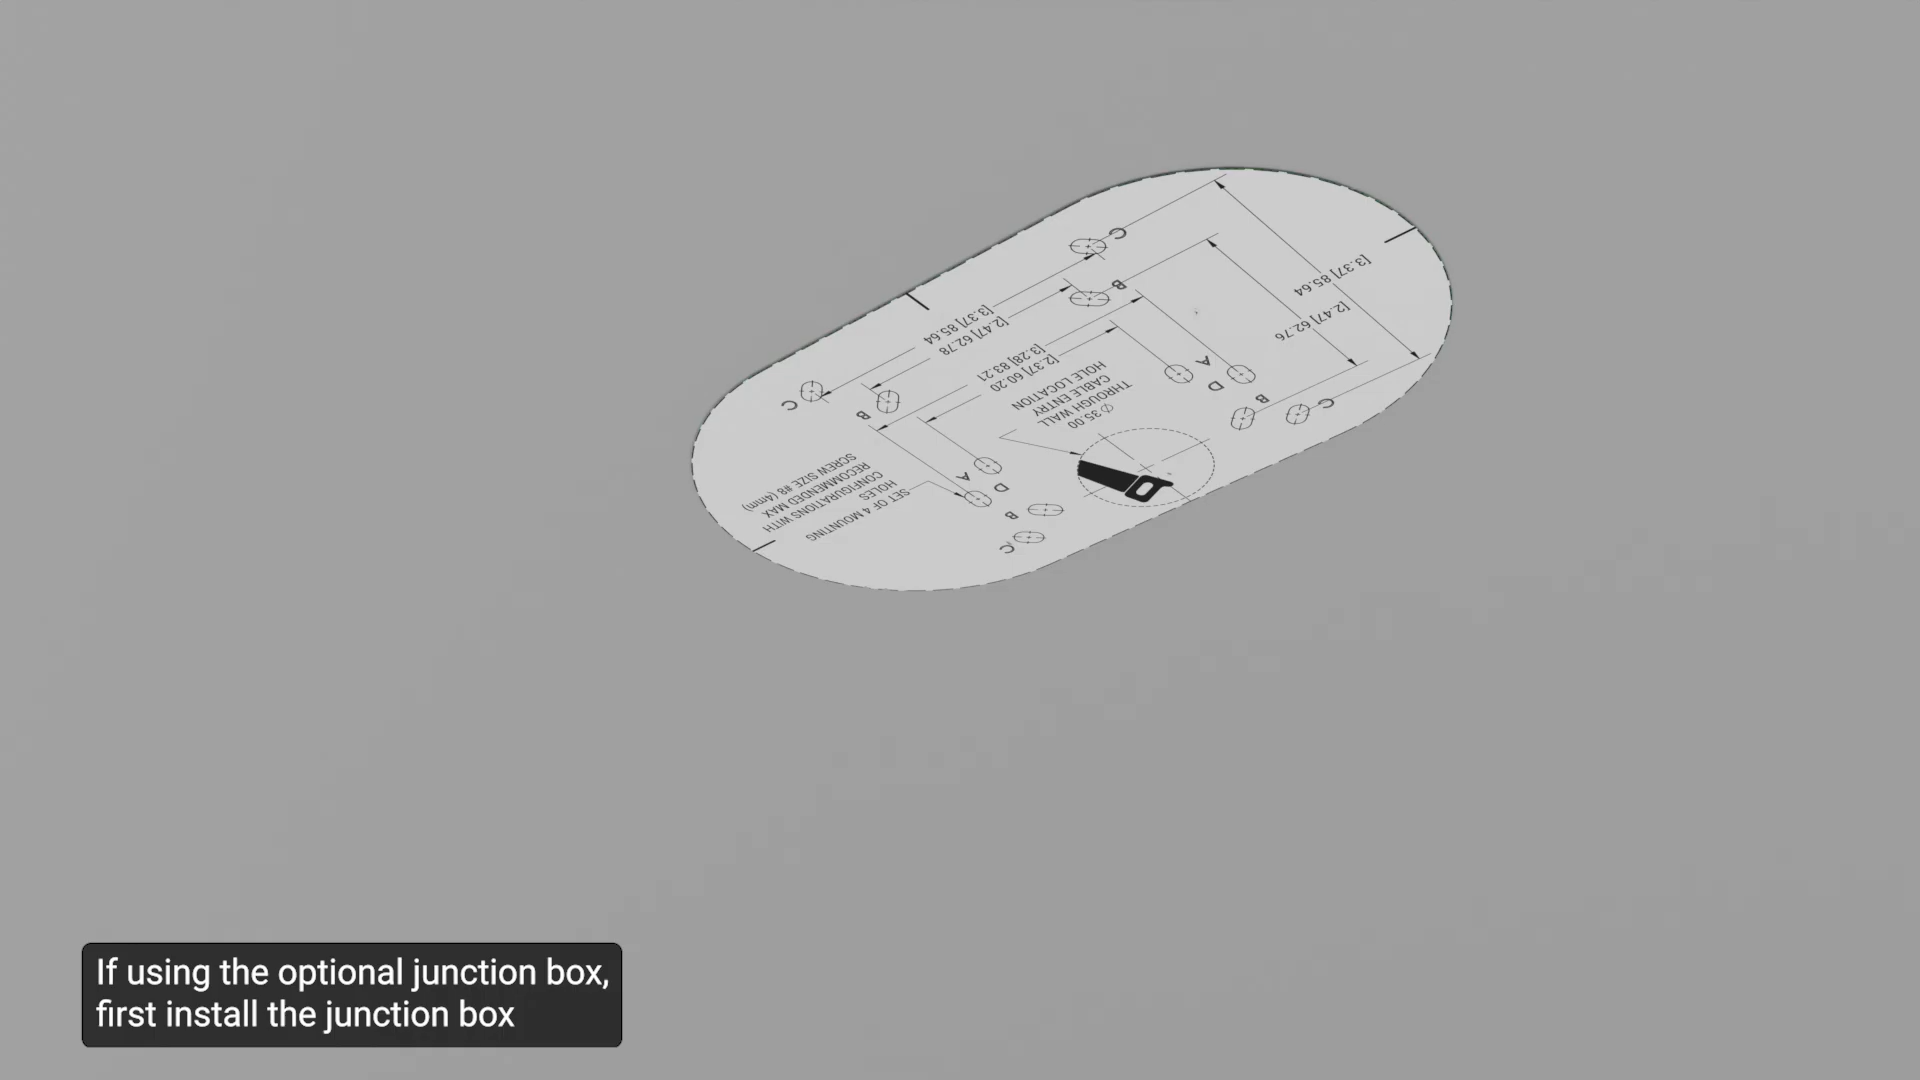 C
B
[3.37] 85.64
[2.47] 62.76
[3.37] 85.64
[2.47] 62.78
[3.28] 83.21
[2.37] 60.20
A
D
B
C
C
B
Ø 35.00
THROUGH WALL
CABLE ENTRY
HOLE LOCATION
A
D
B
C
SET OF 4 MOUNTING
HOLES
CONFIGURATIONS WITH
RECOMMENDED MAX
SCREW SIZE #8 (4mm)
If using the optional junction box,
first install the junction box